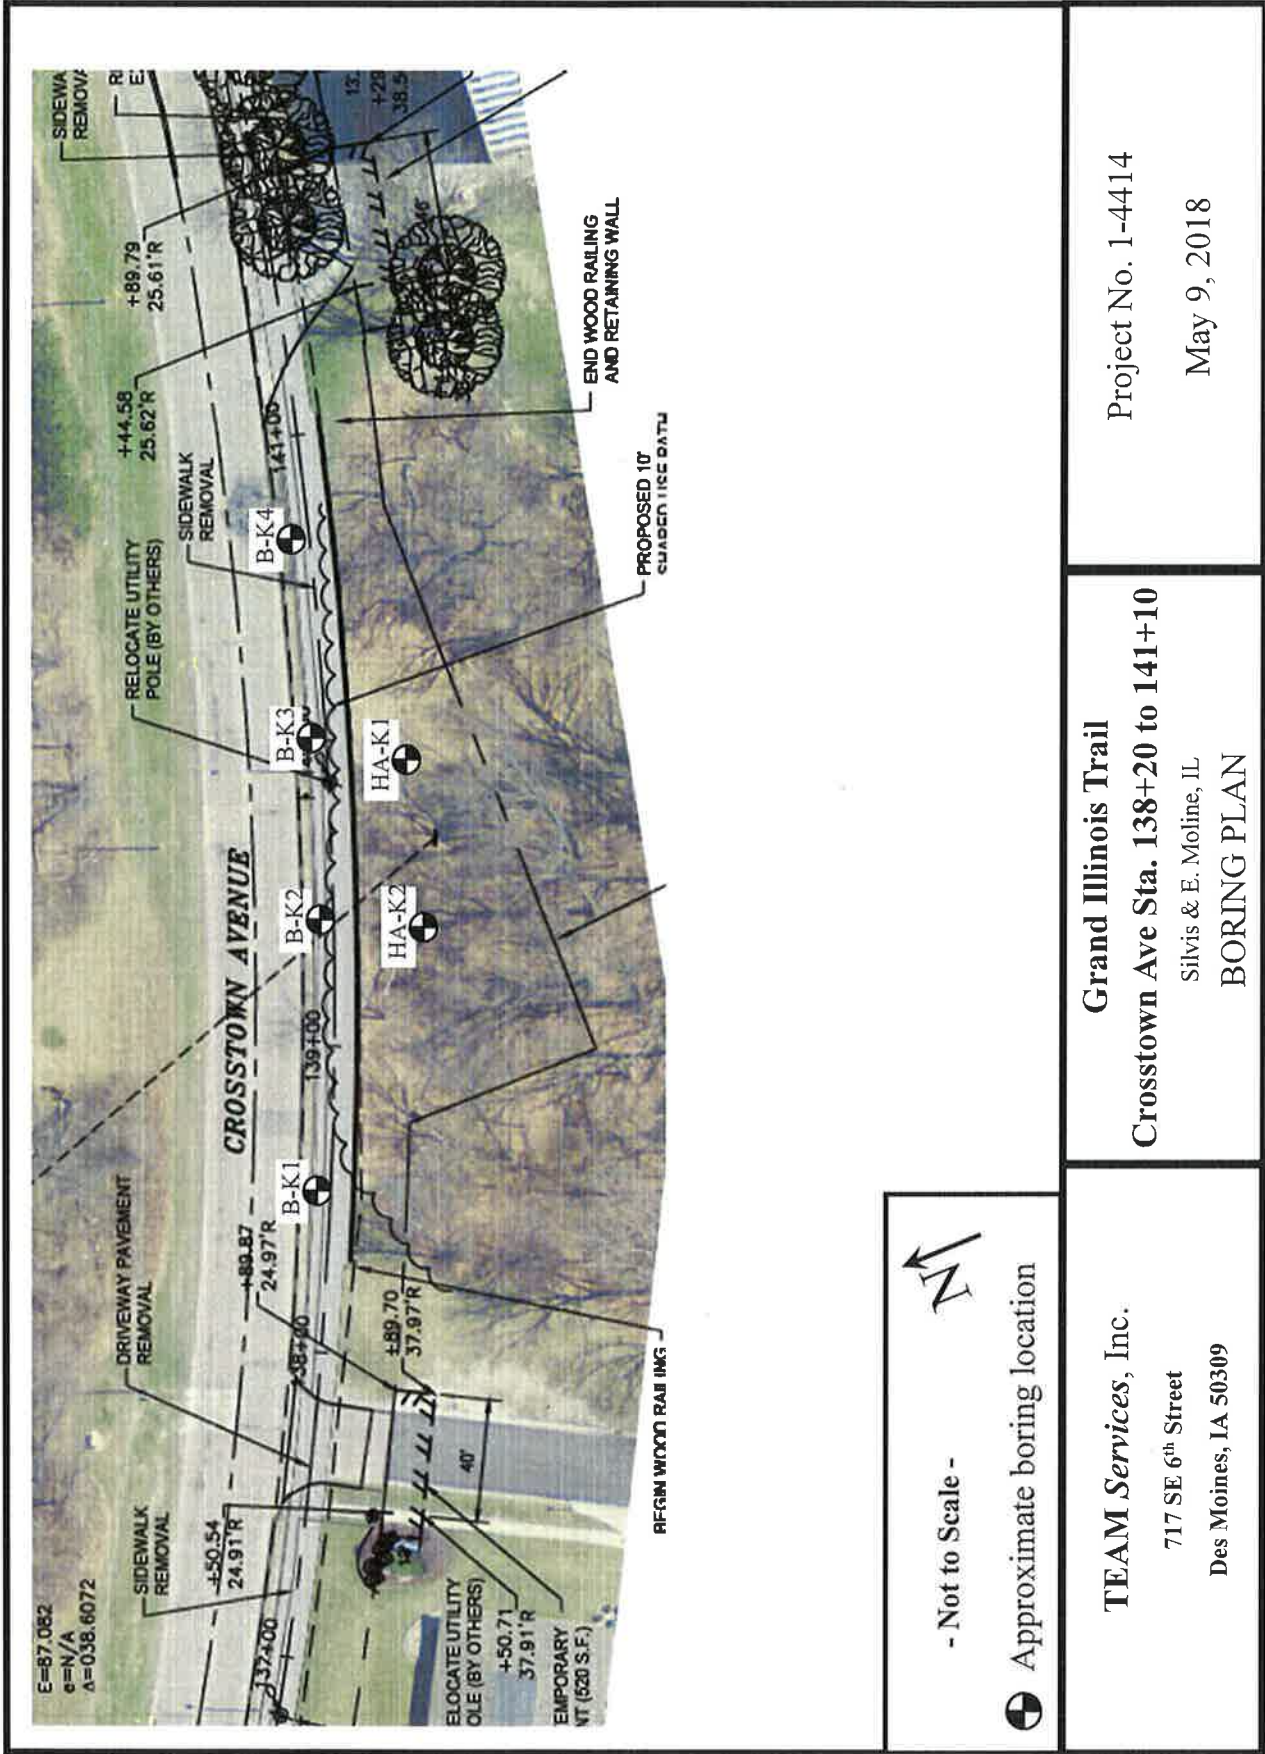 E=87.082
e=N/A
Δ=038.6072
SIDEWALK
REMOVAL
+50.54
24.91'R
137+00
DRIVEWAY PAVEMENT
REMOVAL
+89.87
24.97'R
138+00
B-K1
CROSSTOWN AVENUE
139+00
B-K2
B-K3
RELOCATE UTILITY
POLE (BY OTHERS)
SIDEWALK
REMOVAL
B-K4
141+00
+44.58
25.62'R
+89.79
25.61'R
SIDEWA
REMOVA
E.
+29
38.5
HA-K1
HA-K2
±89.70
37.97'R
40'
ELOCATE UTILITY
OLE (BY OTHERS)
+50.71
37.91'R
EMPORARY
NT (520 S.F.)
BEGIN WOOD RAILING
PROPOSED 10'
SHARED USE PATH
END WOOD RAILING
AND RETAINING WALL
- Not to Scale -
N
Approximate boring location
TEAM Services, Inc.
717 SE 6th Street
Des Moines, IA 50309
Grand Illinois Trail
Crosstown Ave Sta. 138+20 to 141+10
Silvis & E. Moline, IL
BORING PLAN
Project No. 1-4414
May 9, 2018